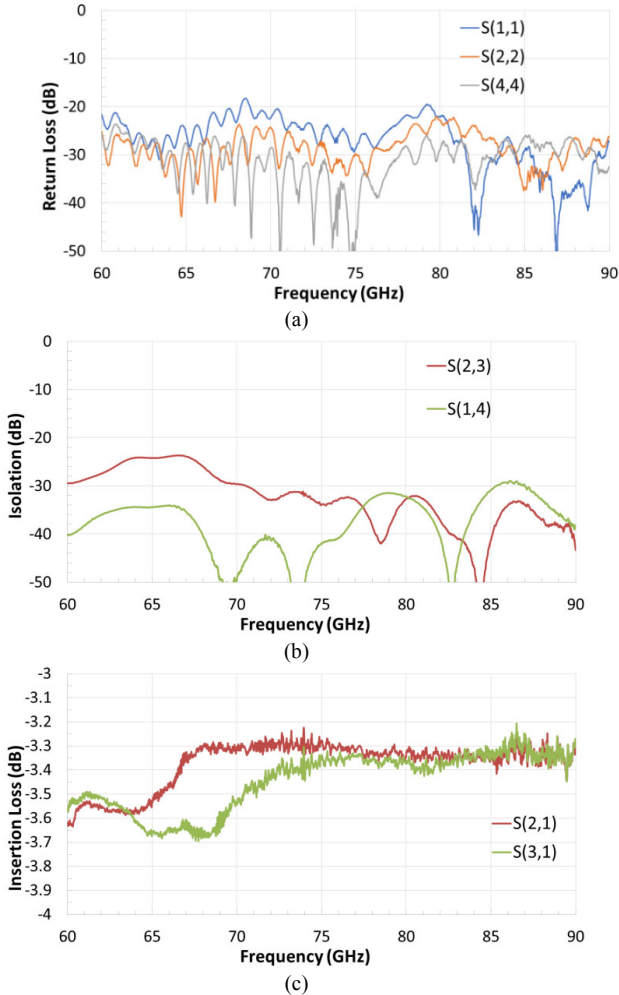 0
-10
-20
-30
-40
-50
Return Loss (dB)
S(1,1)
S(2,2)
S(4,4)
60 65 70 75 80 85 90
Frequency (GHz)
(a)
0
-10
-20
-30
-40
-50
Isolation (dB)
S(2,3)
S(1,4)
60 65 70 75 80 85 90
Frequency (GHz)
(b)
-3
-3.1
-3.2
-3.3
-3.4
-3.5
-3.6
-3.7
-3.8
-3.9
-4
Insertion Loss (dB)
S(2,1)
S(3,1)
60 65 70 75 80 85 90
Frequency (GHz)
(c)